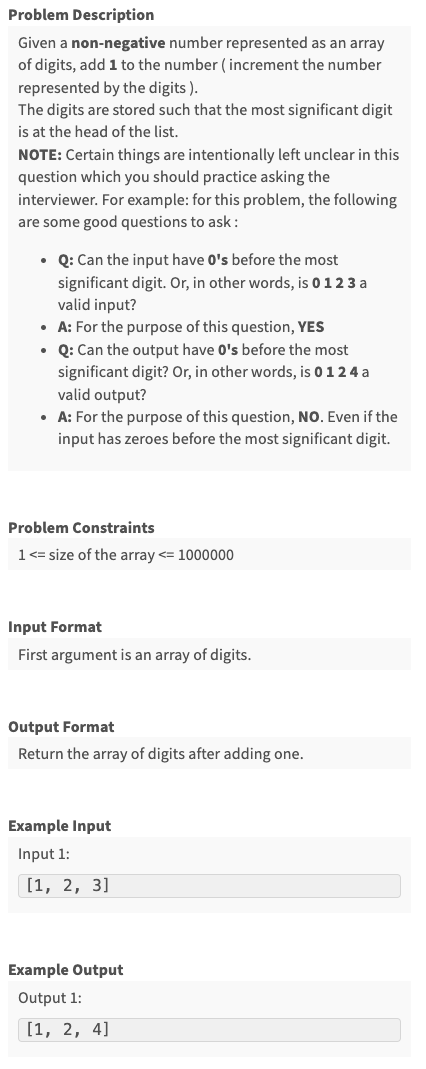 Problem Description
Given a non-negative number represented as an array
of digits, add 1 to the number ( increment the number
represented by the digits ).
The digits are stored such that the most significant digit
is at the head of the list.
NOTE: Certain things are intentionally left unclear in this
question which you should practice asking the
interviewer. For example: for this problem, the following
are some good questions to ask :
• Q: Can the input have 0's before the most
significant digit. Or, in other words, is 0 1 2 3 a
valid input?
• A: For the purpose of this question, YES
• Q: Can the output have 0's before the most
significant digit? Or, in other words, is 0 1 2 4 a
valid output?
• A: For the purpose of this question, NO. Even if the
input has zeroes before the most significant digit.
Problem Constraints
1 <= size of the array <= 1000000
Input Format
First argument is an array of digits.
Output Format
Return the array of digits after adding one.
Example Input
Input 1:
[1, 2, 3]
Example Output
Output 1:
[1, 2, 4]